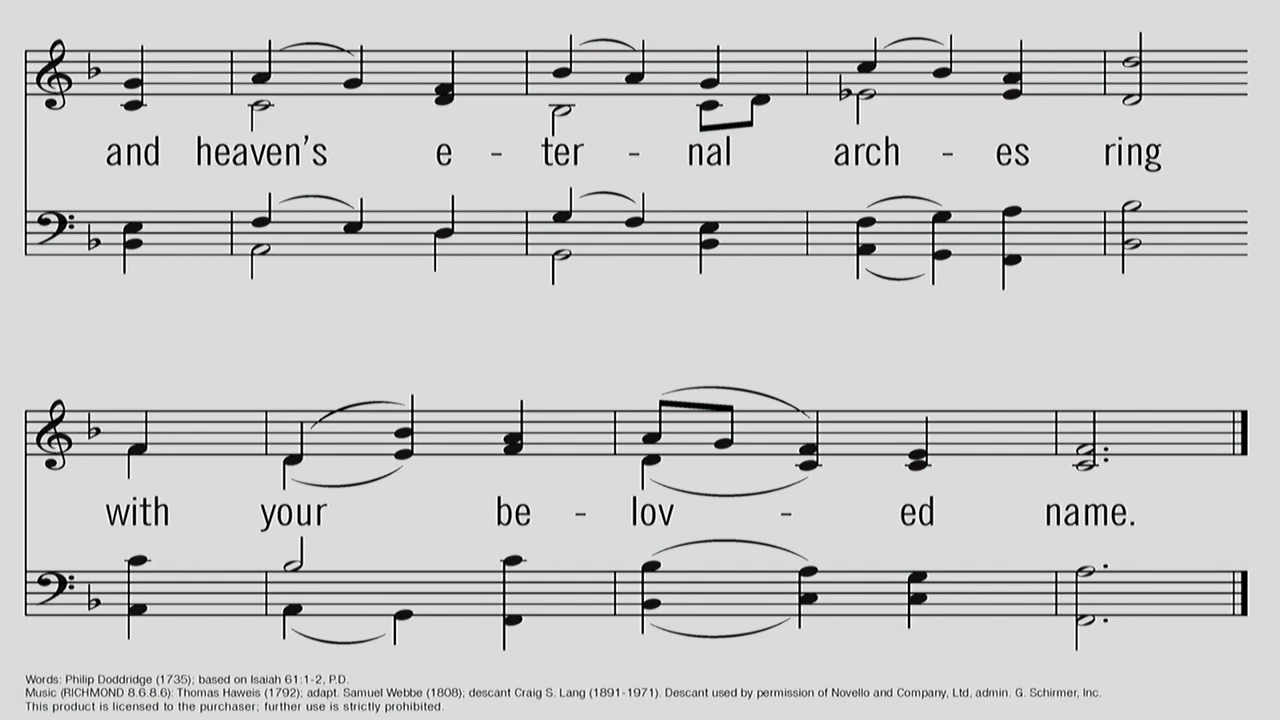 and heaven's e - ter - nal arch - es ring
with your be - lov - ed name.
Words: Philip Doddridge (1735); based on Isaiah 61:1-2, P.D.
Music (RICHMOND 8.6.8.6): Thomas Haweis (1792); adapt. Samuel Webbe (1808); descant Craig S. Lang (1891-1971). Descant used by permission of Novello and Company, Ltd, admin. G. Schirmer, Inc.
This product is licensed to the purchaser; further use is strictly prohibited.